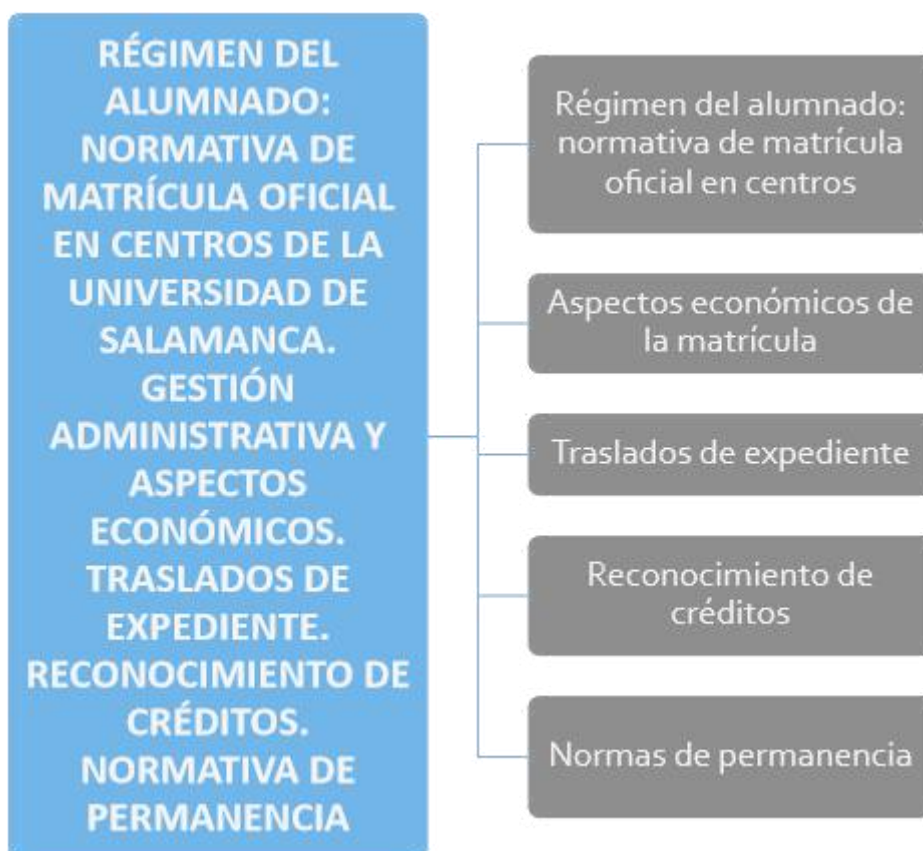 RÉGIMEN DEL
ALUMNADO:
NORMATIVA DE
MATRÍCULA OFICIAL
EN CENTROS DE LA
UNIVERSIDAD DE
SALAMANCA.
GESTIÓN
ADMINISTRATIVA Y
ASPECTOS
ECONÓMICOS.
TRASLADOS DE
EXPEDIENTE.
RECONOCIMIENTO DE
CRÉDITOS.
NORMATIVA DE
PERMANENCIA
Régimen del alumnado:
normativa de matrícula
oficial en centros
Aspectos económicos de
la matrícula
Traslados de expediente
Reconocimiento de
créditos
Normas de permanencia